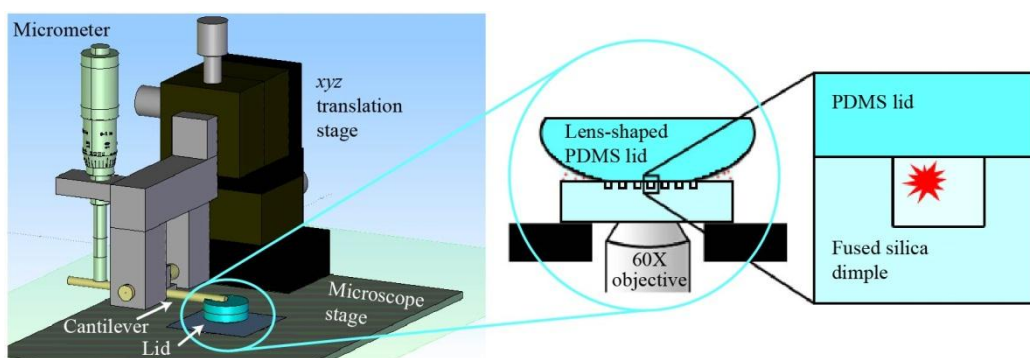 Micrometer
xyz
translation
stage
Microscope
stage
Cantilever
Lid
Lens-shaped
PDMS lid
60X
objective
PDMS lid
Fused silica
dimple